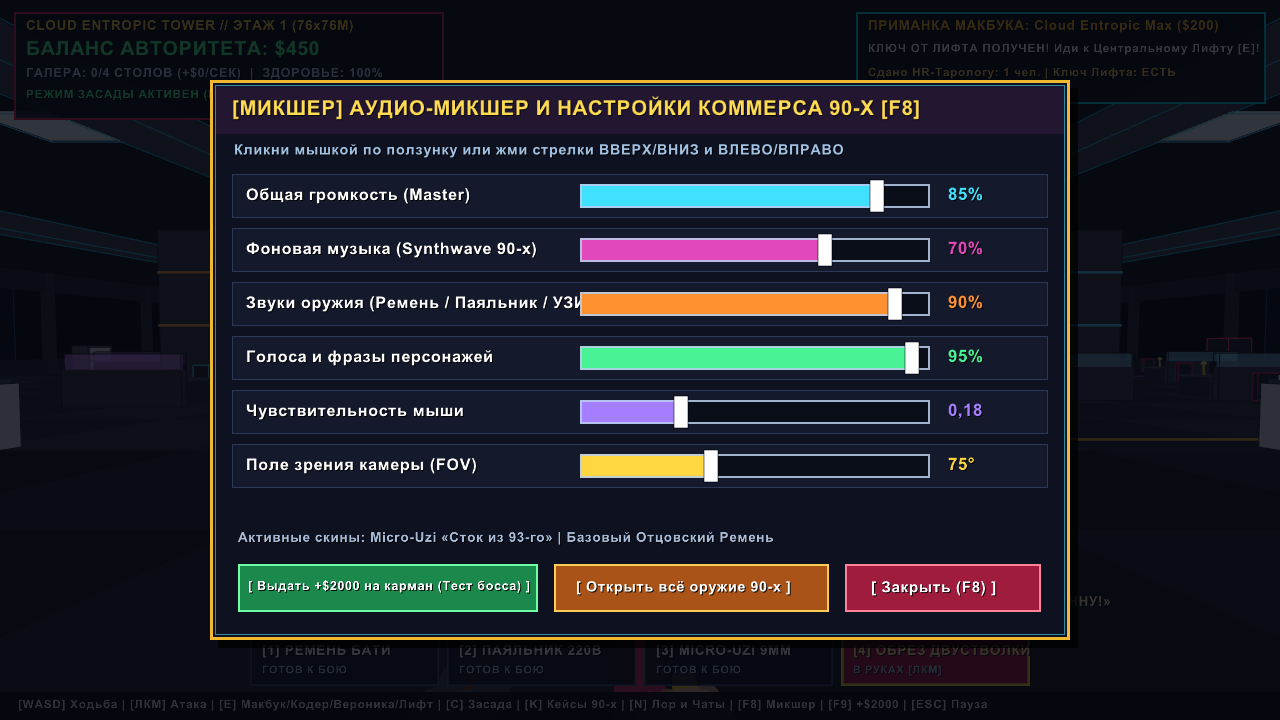 CLOUD ENTROPIC TOWER // ЭТАЖ 1 (76x76M)
БАЛАНС АВТОРИТЕТА: $450
ГАЛЕРА: 0/4 СТОЛОВ (+$0/СЕК) | ЗДОРОВЬЕ: 100%
РЕЖИМ ЗАСАДЫ АКТИВЕН
ПРИМАНКА МАКБУКА: Cloud Entropic Max ($200)
КЛЮЧ ОТ ЛИФТА ПОЛУЧЕН! Иди к Центральному Лифту [E]!
Сдано HR-Тарологу: 1 чел. | Ключ Лифта: ЕСТЬ
[МИКШЕР] АУДИО-МИКШЕР И НАСТРОЙКИ КОММЕРСА 90-Х [F8]
Кликни мышкой по ползунку или жми стрелки ВВЕРХ/ВНИЗ и ВЛЕВО/ВПРАВО
Общая громкость (Master) 85%
Фоновая музыка (Synthwave 90-х) 70%
Звуки оружия (Ремень / Паяльник / УЗИ 90%
Голоса и фразы персонажей 95%
Чувствительность мыши 0,18
Поле зрения камеры (FOV) 75°
Активные скины: Micro-Uzi «Сток из 93-го» | Базовый Отцовский Ремень
[ Выдать +$2000 на карман (Тест босса) ] [ Открыть всё оружие 90-х ] [ Закрыть (F8) ]
[1] РЕМЕНЬ БАТИ [2] ПАЯЛЬНИК 220В [3] MICRO-UZI 9MM [4] ОБРЕЗ ДВУСТВОЛКИ
ГОТОВ К БОЮ ГОТОВ К БОЮ ГОТОВ К БОЮ В РУКАХ [ЛКМ]
[WASD] Ходьба | [ЛКМ] Атака | [E] Макбук/Кодер/Вероника/Лифт | [C] Засада | [K] Кейсы 90-х | [N] Лор и Чаты | [F8] Микшер | [F9] +$2000 | [ESC] Пауза